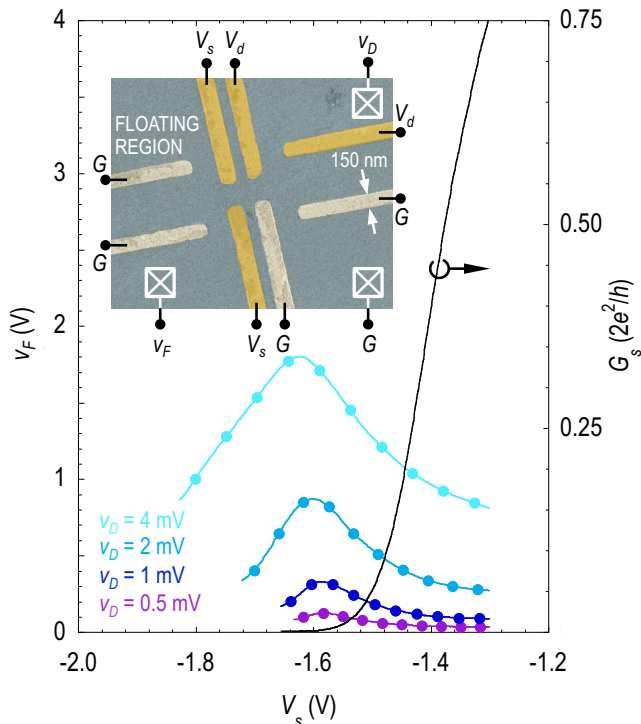 4
3
2
1
0
v_F (V)
0.75
0.50
0.25
0
G_s (2e²/h)
V_s V_d v_D
FLOATING
REGION
V_d
150 nm
G
G
G
v_F V_s G G
v_D = 4 mV
v_D = 2 mV
v_D = 1 mV
v_D = 0.5 mV
-2.0 -1.8 -1.6 -1.4 -1.2
V_s (V)